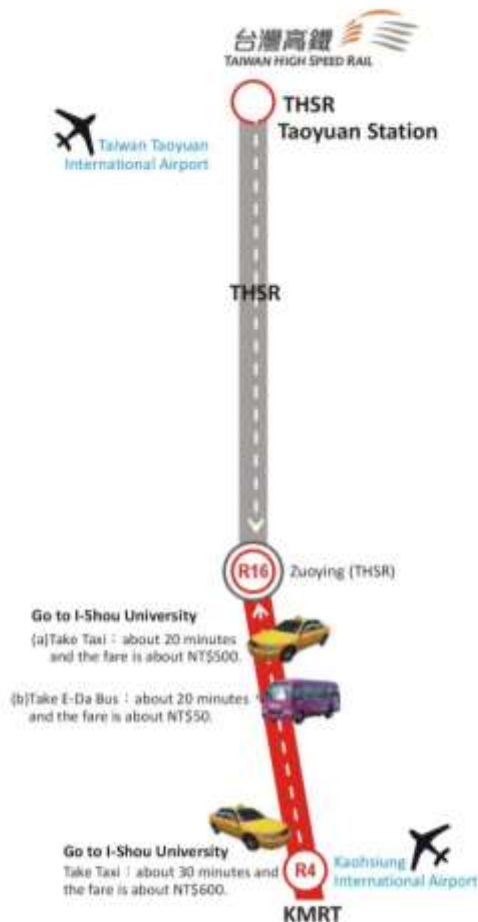 台灣高鐵
TAIWAN HIGH SPEED RAIL
THSR
Taoyuan Station
Taiwan Taoyuan
International Airport
THSR
R16
Zuoying (THSR)
Go to I-Shou University
(a)Take Taxi：about 20 minutes
and the fare is about NT$500.
(b)Take E-Da Bus：about 20 minutes
and the fare is about NT$50.
Go to I-Shou University
Take Taxi：about 30 minutes and
the fare is about NT$600.
R4
Kaohsiung
International Airport
KMRT